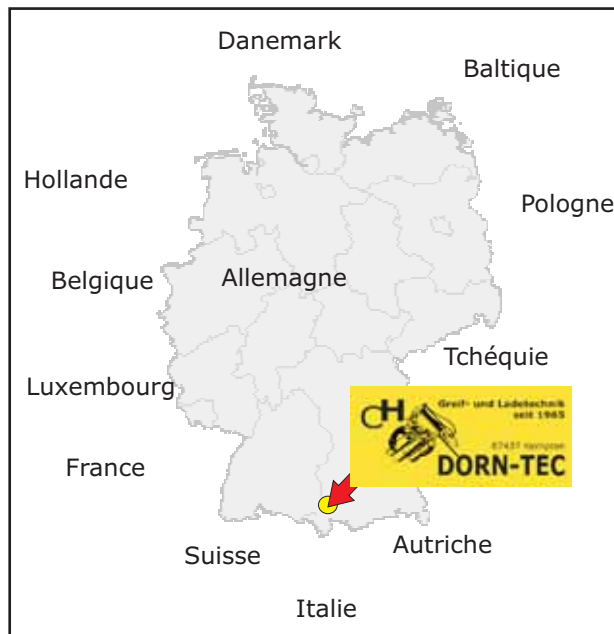 Danemark
Baltique
Hollande
Pologne
Belgique
Allemagne
Tchéquie
Luxembourg
CH
Greif- und Ladetechnik
seit 1965
87437 Kempten
DORN-TEC
France
Autriche
Suisse
Italie